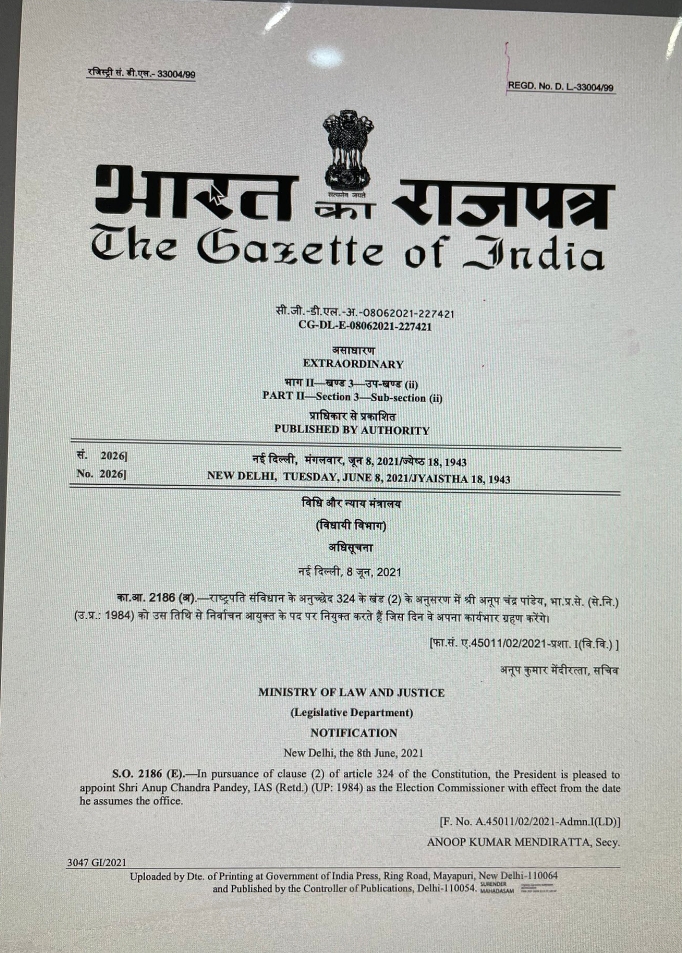 रजिस्ट्री सं. डी.एल.- 33004/99
REGD. No. D. L.-33004/99
सत्यमेव जयते
भारत का राजपत्र
The Gazette of India
सी.जी.-डी.एल.-अ.-08062021-227421
CG-DL-E-08062021-227421
असाधारण
EXTRAORDINARY
भाग II—खण्ड 3—उप-खण्ड (ii)
PART II—Section 3—Sub-section (ii)
प्राधिकार से प्रकाशित
PUBLISHED BY AUTHORITY
सं. 2026] नई दिल्ली, मंगलवार, जून 8, 2021/ज्येष्ठ 18, 1943
No. 2026] NEW DELHI, TUESDAY, JUNE 8, 2021/JYAISTHA 18, 1943
विधि और न्याय मंत्रालय
(विधायी विभाग)
अधिसूचना
नई दिल्ली, 8 जून, 2021
का.आ. 2186 (अ).—राष्ट्रपति संविधान के अनुच्छेद 324 के खंड (2) के अनुसरण में श्री अनूप चंद्र पांडेय, भा.प्र.से. (से.नि.)
(उ.प्र.: 1984) को उस तिथि से निर्वाचन आयुक्त के पद पर नियुक्त करते हैं जिस दिन वे अपना कार्यभार ग्रहण करेंगे।
[फा.सं. ए.45011/02/2021-प्रशा. I(वि.वि.) ]
अनूप कुमार मेंदीरत्ता, सचिव
MINISTRY OF LAW AND JUSTICE
(Legislative Department)
NOTIFICATION
New Delhi, the 8th June, 2021
S.O. 2186 (E).—In pursuance of clause (2) of article 324 of the Constitution, the President is pleased to
appoint Shri Anup Chandra Pandey, IAS (Retd.) (UP: 1984) as the Election Commissioner with effect from the date
he assumes the office.
[F. No. A.45011/02/2021-Admn.I(LD)]
ANOOP KUMAR MENDIRATTA, Secy.
3047 GI/2021
Uploaded by Dte. of Printing at Government of India Press, Ring Road, Mayapuri, New Delhi-110064
and Published by the Controller of Publications, Delhi-110054.
SURENDER
MAHADASAM